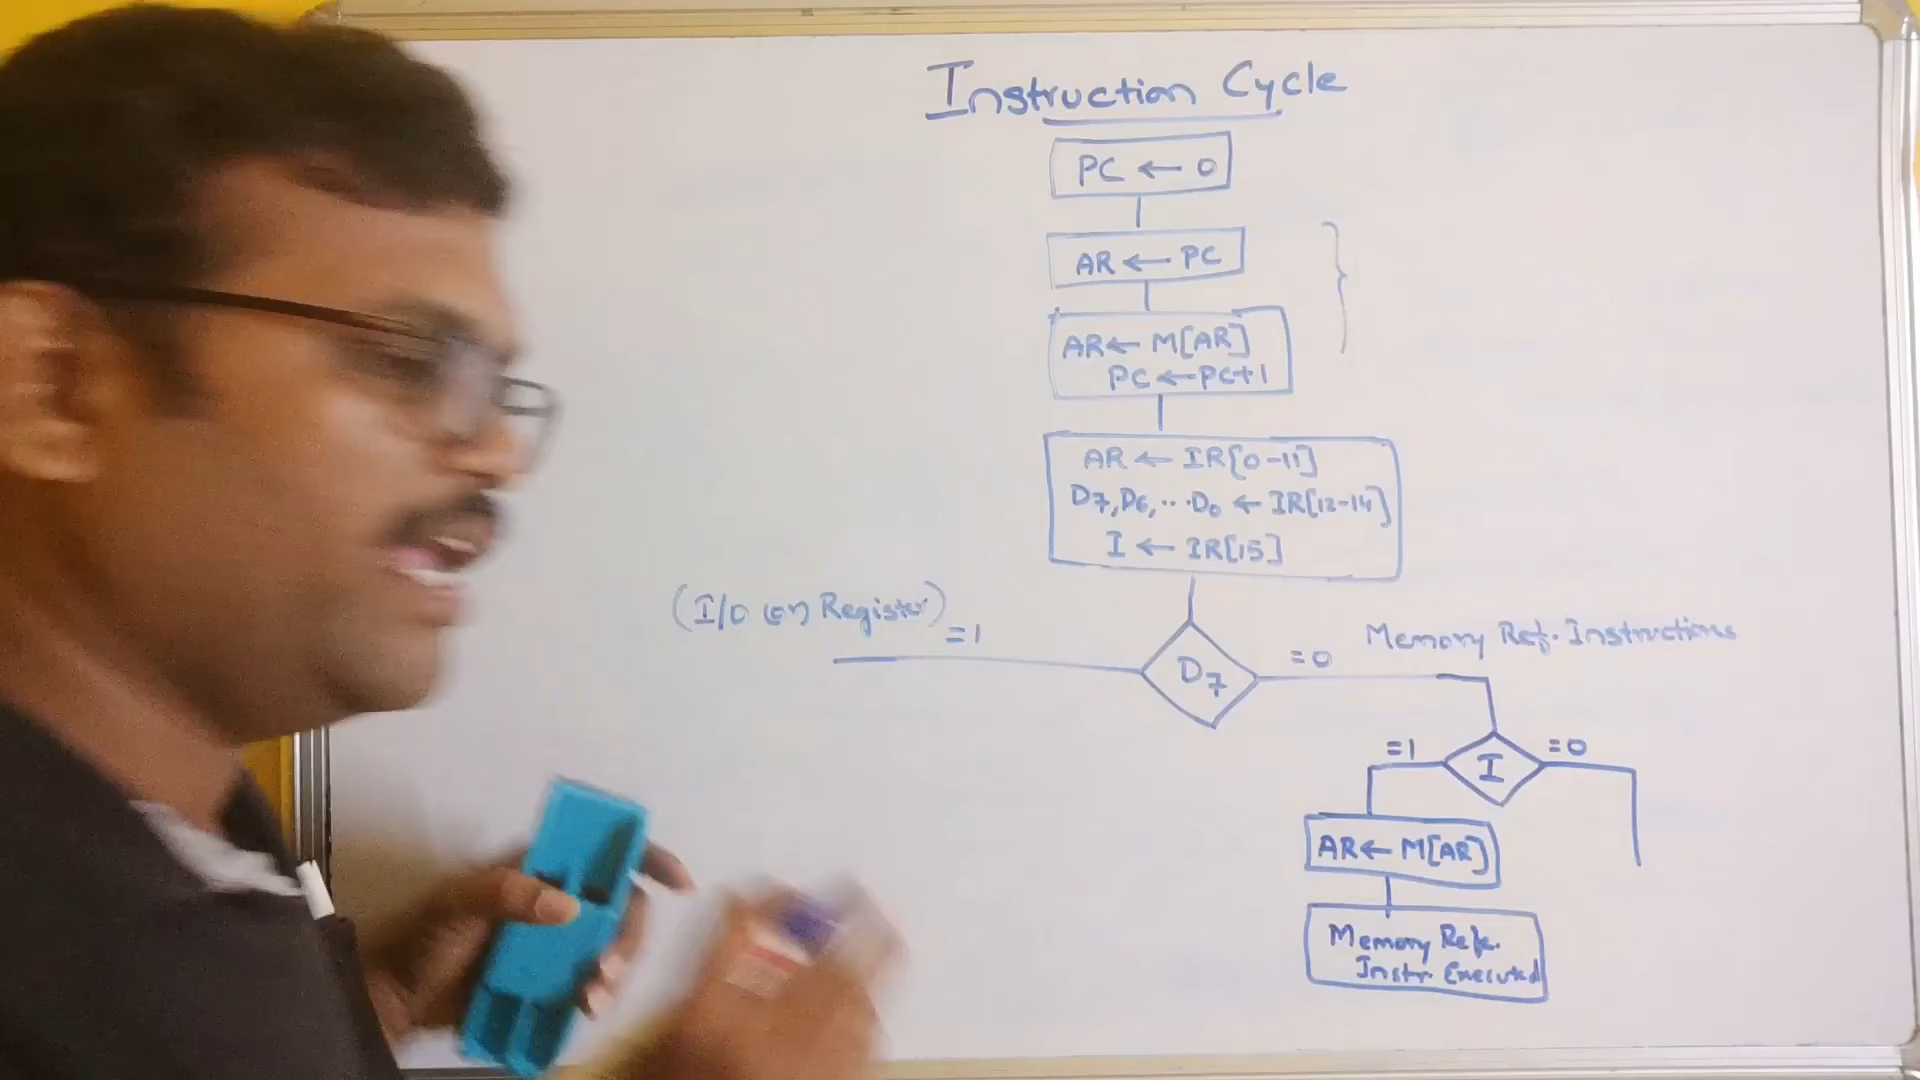 Instruction Cycle
PC ← 0
AR ← PC
AR ← M[AR]
PC ← PC+1
AR ← IR[0-11]
D7, D6, ... D0 ← IR[12-14]
I ← IR[15]
(I/O or Register)
=1
D7
=0
Memory Ref. Instructions
=1
I
=0
AR ← M[AR]
Memory Refe.
Instr. Executed